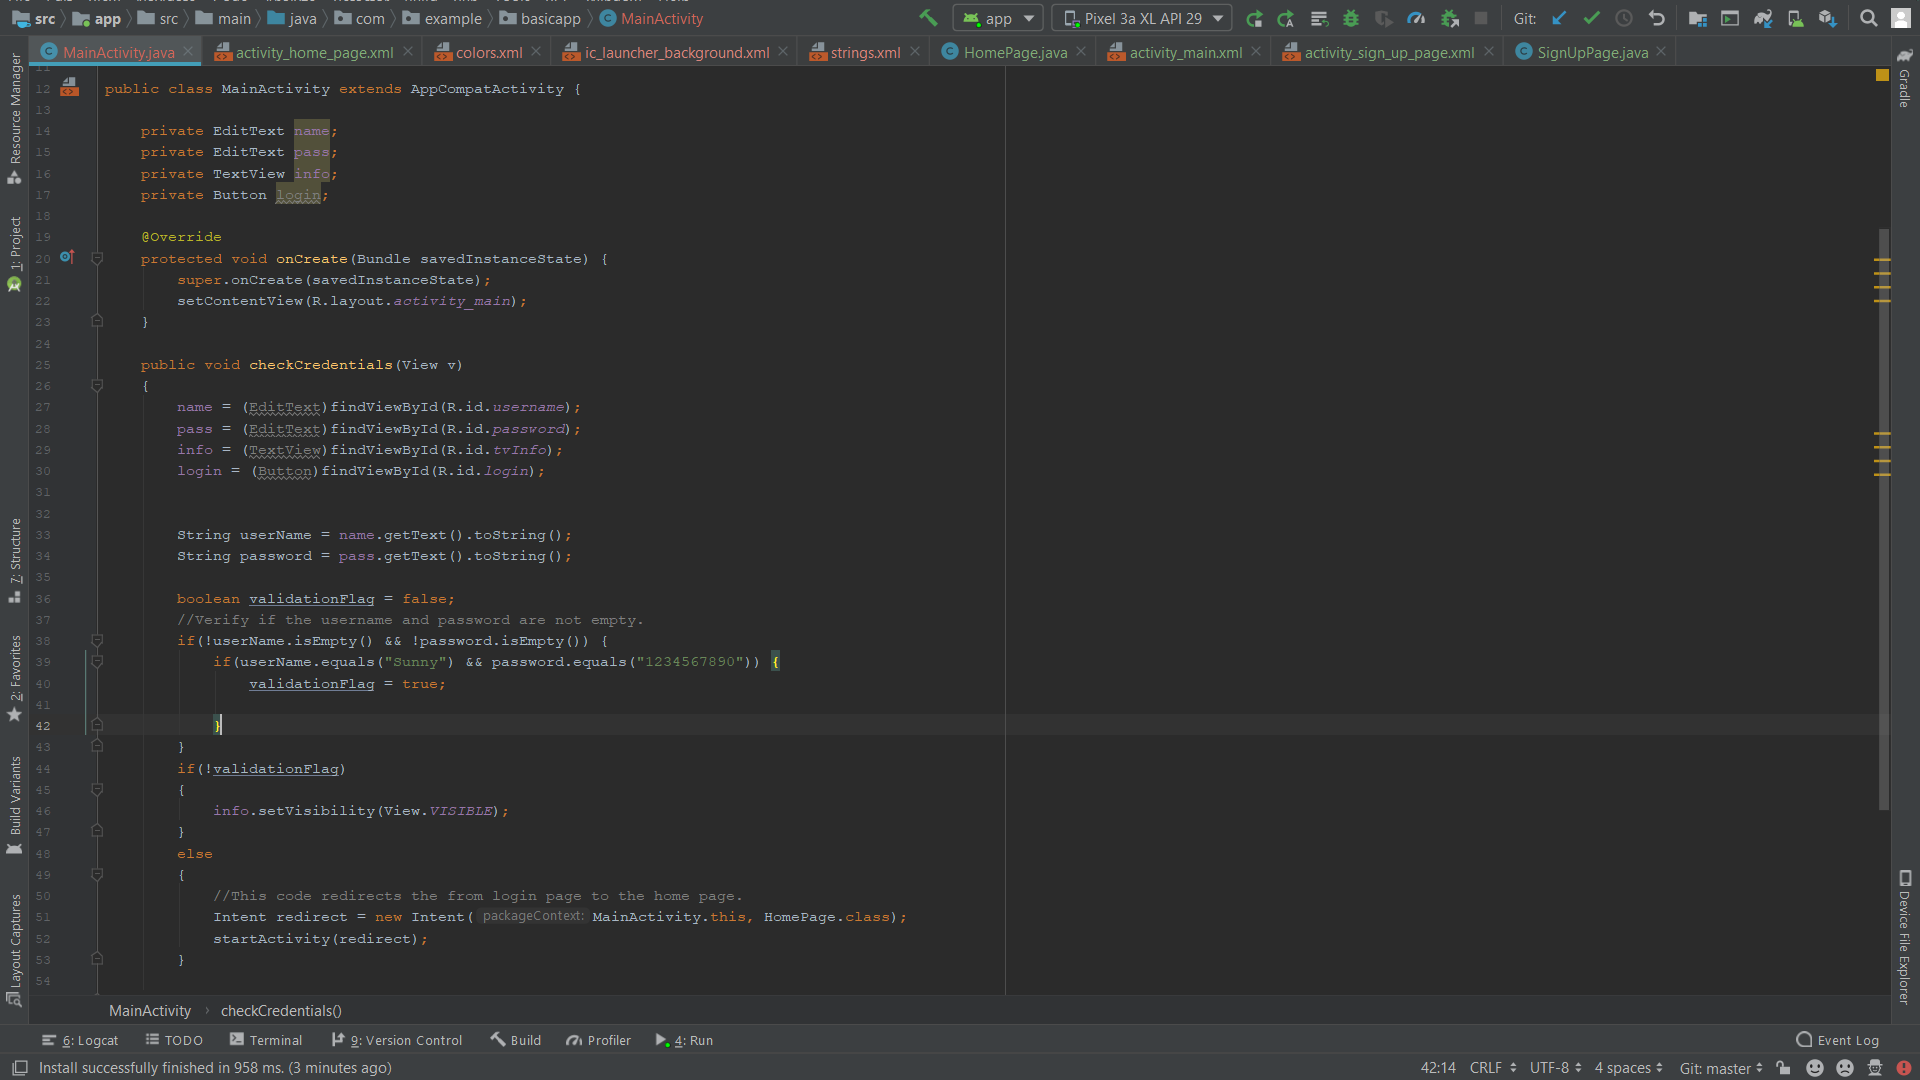 src app src main java com example basicapp MainActivity app Pixel 3a XL API 29 Git:
MainActivity.java activity_home_page.xml colors.xml ic_launcher_background.xml strings.xml HomePage.java activity_main.xml activity_sign_up_page.xml SignUpPage.java
12 public class MainActivity extends AppCompatActivity {
13
14 private EditText name;
15 private EditText pass;
16 private TextView info;
17 private Button login;
18
19 @Override
20 protected void onCreate(Bundle savedInstanceState) {
21 super.onCreate(savedInstanceState);
22 setContentView(R.layout.activity_main);
23 }
24
25 public void checkCredentials(View v)
26 {
27 name = (EditText)findViewById(R.id.username);
28 pass = (EditText)findViewById(R.id.password);
29 info = (TextView)findViewById(R.id.tvInfo);
30 login = (Button)findViewById(R.id.login);
31
32
33 String userName = name.getText().toString();
34 String password = pass.getText().toString();
35
36 boolean validationFlag = false;
37 //Verify if the username and password are not empty.
38 if(!userName.isEmpty() && !password.isEmpty()) {
39 if(userName.equals("Sunny") && password.equals("1234567890")) {
40 validationFlag = true;
41
42 }
43 }
44 if(!validationFlag)
45 {
46 info.setVisibility(View.VISIBLE);
47 }
48 else
49 {
50 //This code redirects the from login page to the home page.
51 Intent redirect = new Intent( packageContext: MainActivity.this, HomePage.class);
52 startActivity(redirect);
53 }
54
Resource Manager
1: Project
7: Structure
2: Favorites
Build Variants
Layout Captures
Gradle
Device File Explorer
MainActivity › checkCredentials()
6: Logcat TODO Terminal 9: Version Control Build Profiler 4: Run Event Log
Install successfully finished in 958 ms. (3 minutes ago) 42:14 CRLF UTF-8 4 spaces Git: master